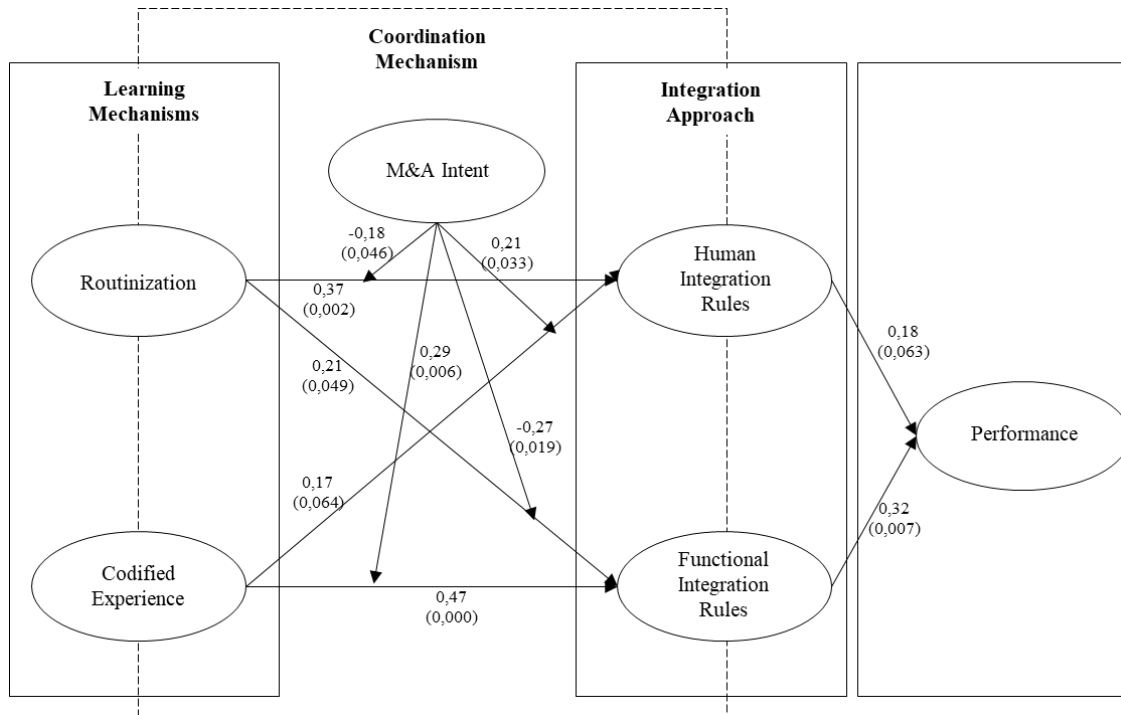 Coordination
Mechanism
Learning
Mechanisms
Integration
Approach
M&A Intent
-0,18
(0,046)
0,21
(0,033)
Routinization
Human
Integration
Rules
0,37
(0,002)
0,18
(0,063)
0,21
(0,049)
0,29
(0,006)
-0,27
(0,019)
Performance
0,17
(0,064)
0,32
(0,007)
Codified
Experience
Functional
Integration
Rules
0,47
(0,000)